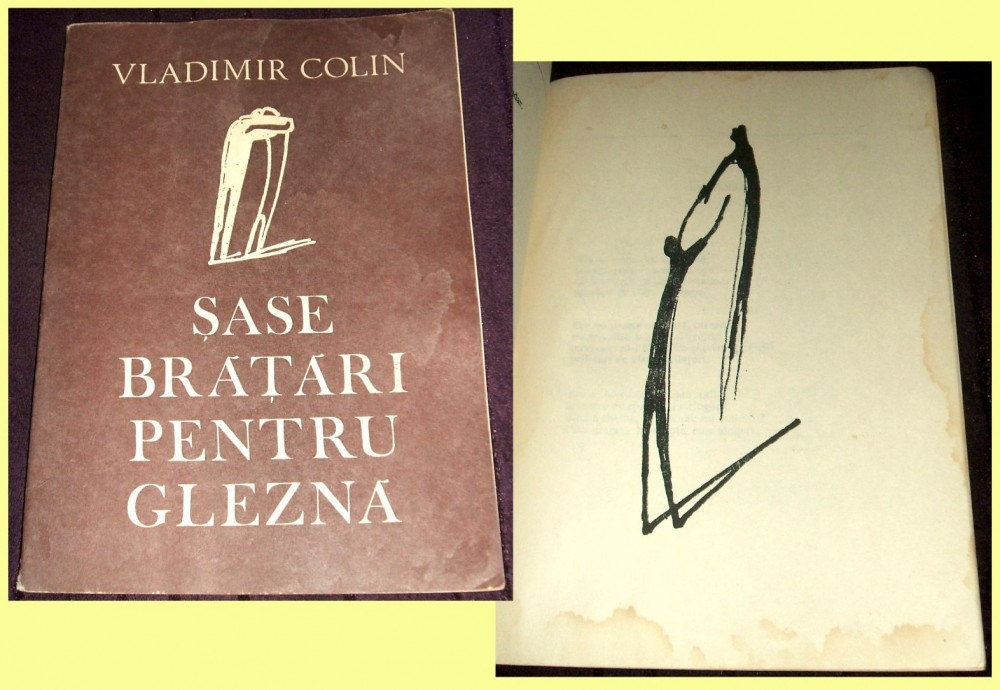 VLADIMIR COLIN
ȘASE
BRĂȚĂRI
PENTRU
GLEZNĂ